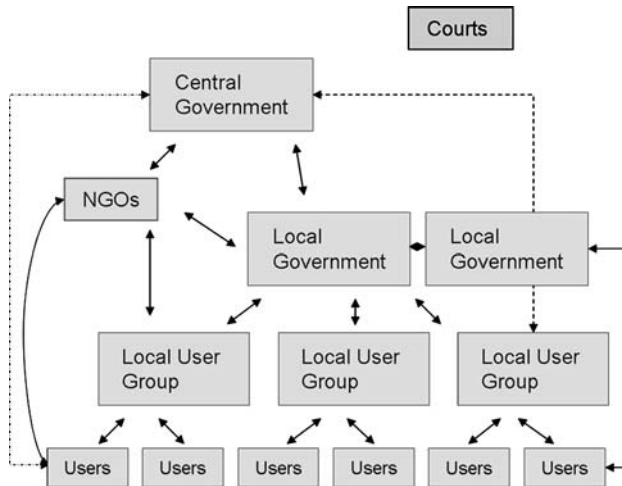 Courts
Central
Government
NGOs
Local
Government
Local
Government
Local User
Group
Local User
Group
Local User
Group
Users
Users
Users
Users
Users
Users